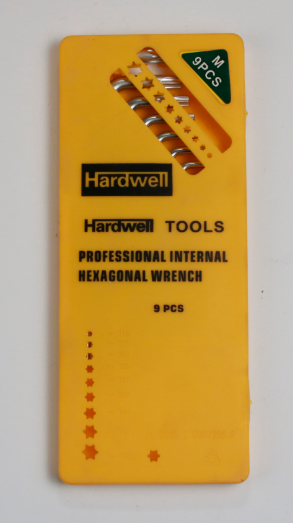 M
9PCS
Hardwell
Hardwell TOOLS
PROFESSIONAL INTERNAL
HEXAGONAL WRENCH
9 PCS